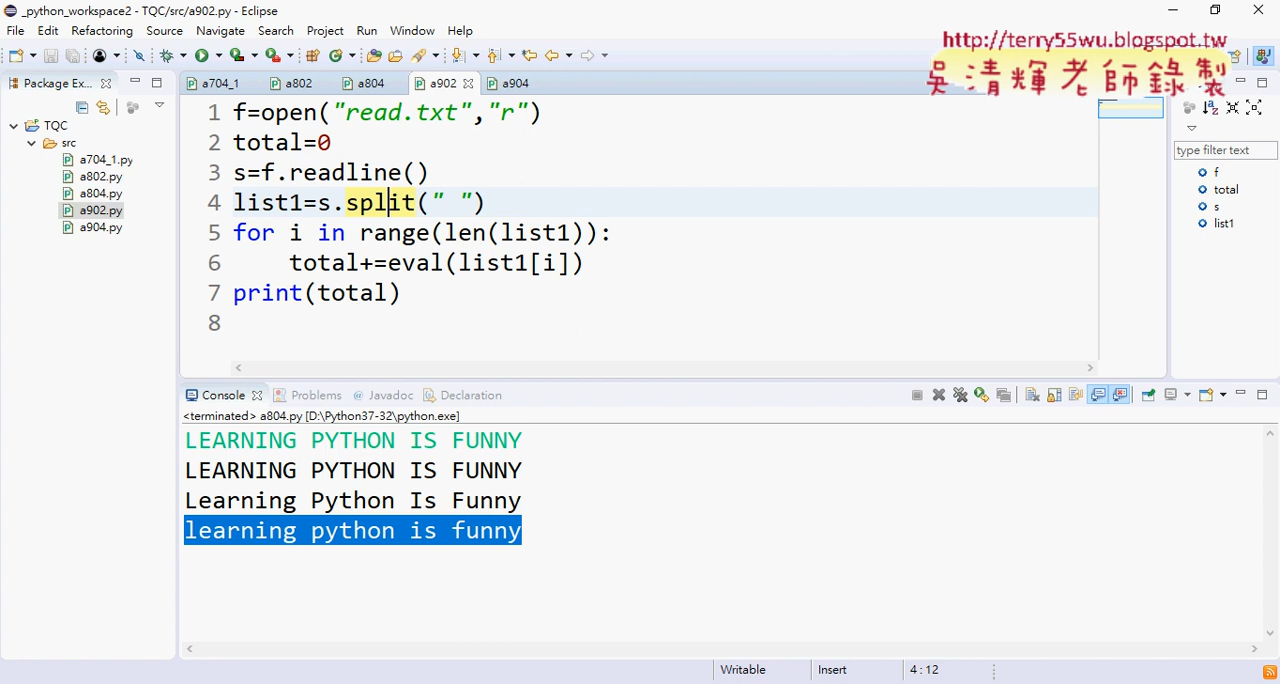 _python_workspace2 - TQC/src/a902.py - Eclipse
File Edit Refactoring Source Navigate Search Project Run Window Help
http://terry55wu.blogspot.tw
吳清輝老師錄製
Package Ex...
a704_1 a802 a804 a902 a904
TQC
src
a704_1.py
a802.py
a804.py
a902.py
a904.py
1 f=open("read.txt","r")
2 total=0
3 s=f.readline()
4 list1=s.split(" ")
5 for i in range(len(list1)):
6 total+=eval(list1[i])
7 print(total)
8
type filter text
f
total
s
list1
Console Problems @ Javadoc Declaration
<terminated> a804.py [D:\Python37-32\python.exe]
LEARNING PYTHON IS FUNNY
LEARNING PYTHON IS FUNNY
Learning Python Is Funny
learning python is funny
Writable Insert 4 : 12